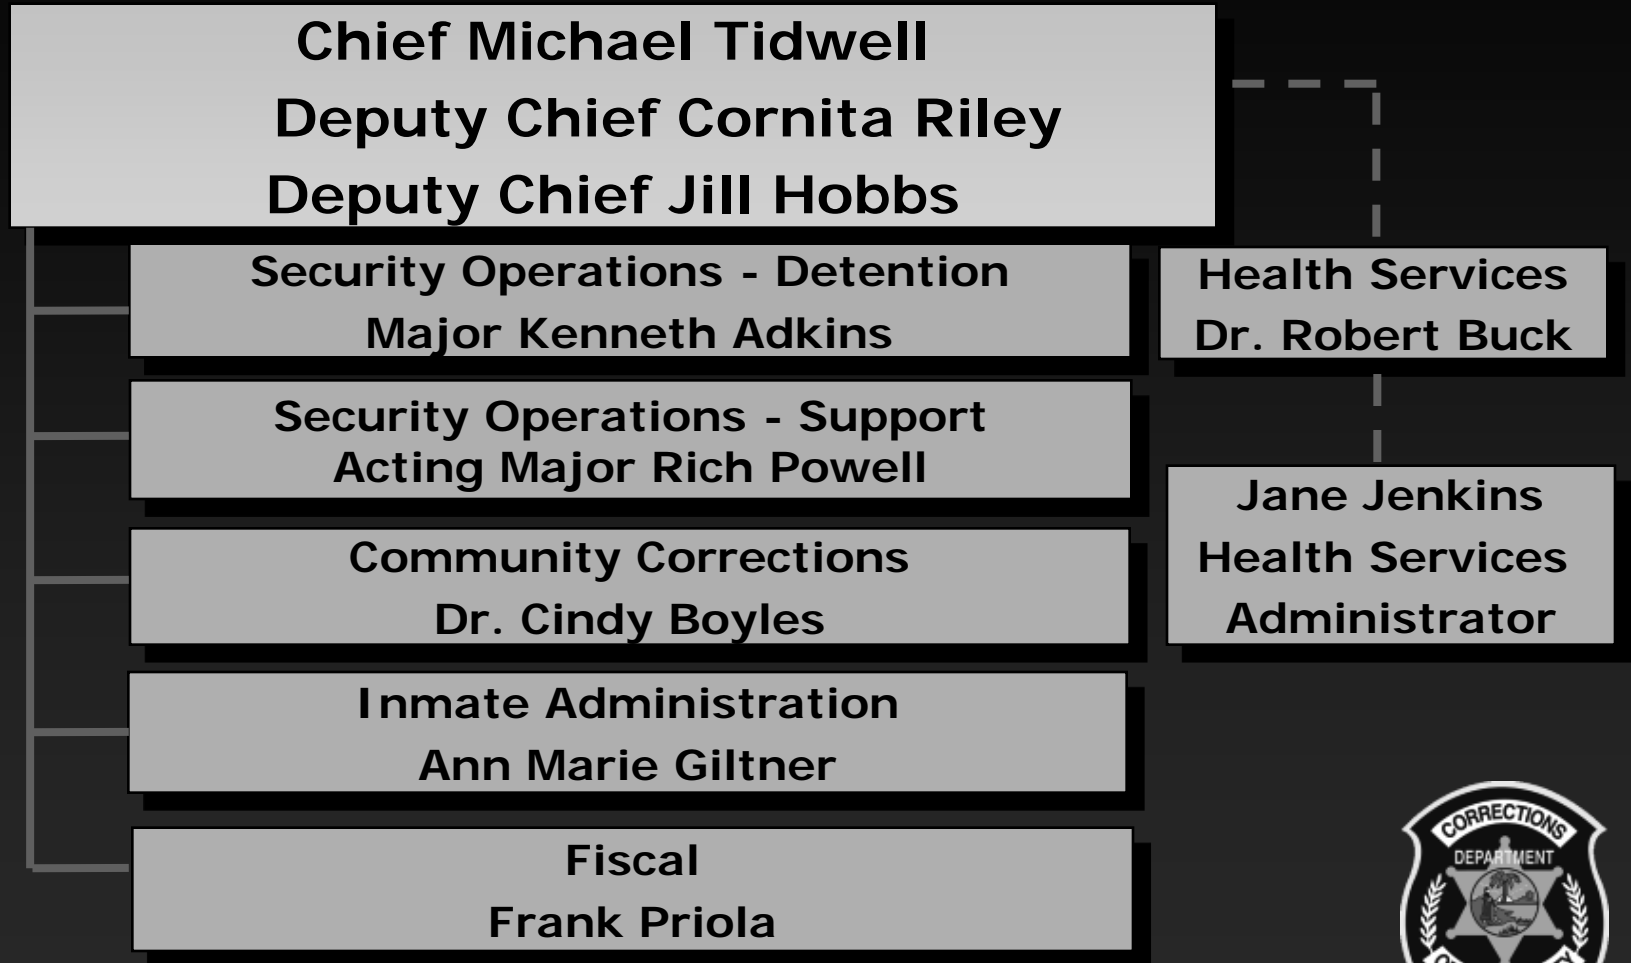 Chief Michael Tidwell
Deputy Chief Cornita Riley
Deputy Chief Jill Hobbs
Security Operations - Detention
Major Kenneth Adkins
Health Services
Dr. Robert Buck
Security Operations - Support
Acting Major Rich Powell
Jane Jenkins
Health Services
Administrator
Community Corrections
Dr. Cindy Boyles
Inmate Administration
Ann Marie Giltner
Fiscal
Frank Priola
CORRECTIONS
DEPARTMENT